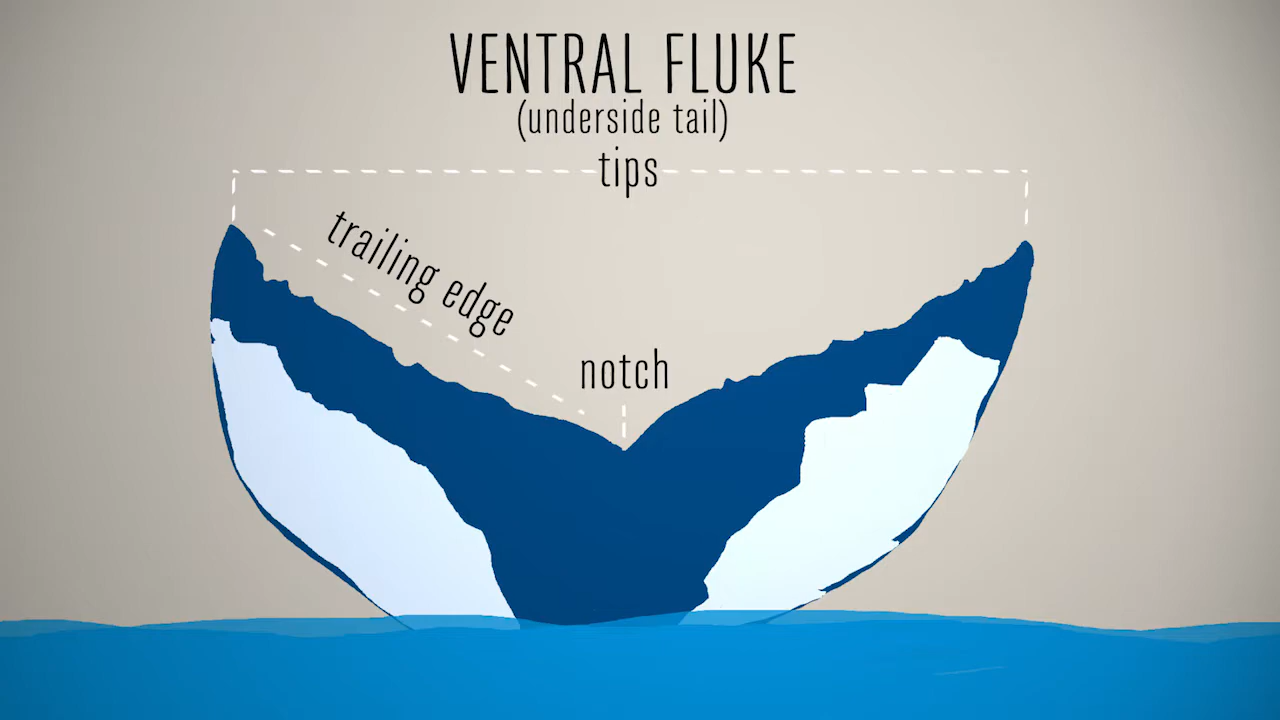 VENTRAL FLUKE
(underside tail)
tips
trailing edge
notch